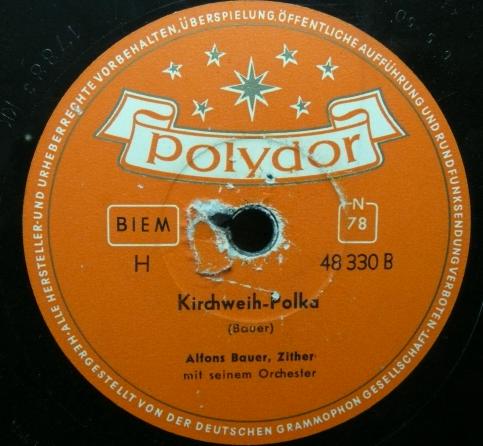 ALLE HERSTELLER- UND URHEBERRECHTE VORBEHALTEN, ÜBERSPIELUNG, ÖFFENTLICHE AUFFÜHRUNG UND RUNDFUNKSENDUNG VERBOTEN·
polydor
BIEM
N
78
H
48 330 B
Kirchweih-Polka
(Bauer)
Alfons Bauer, Zither
mit seinem Orchester
HERGESTELLT VON DER DEUTSCHEN GRAMMOPHON GESELLSCHAFT·